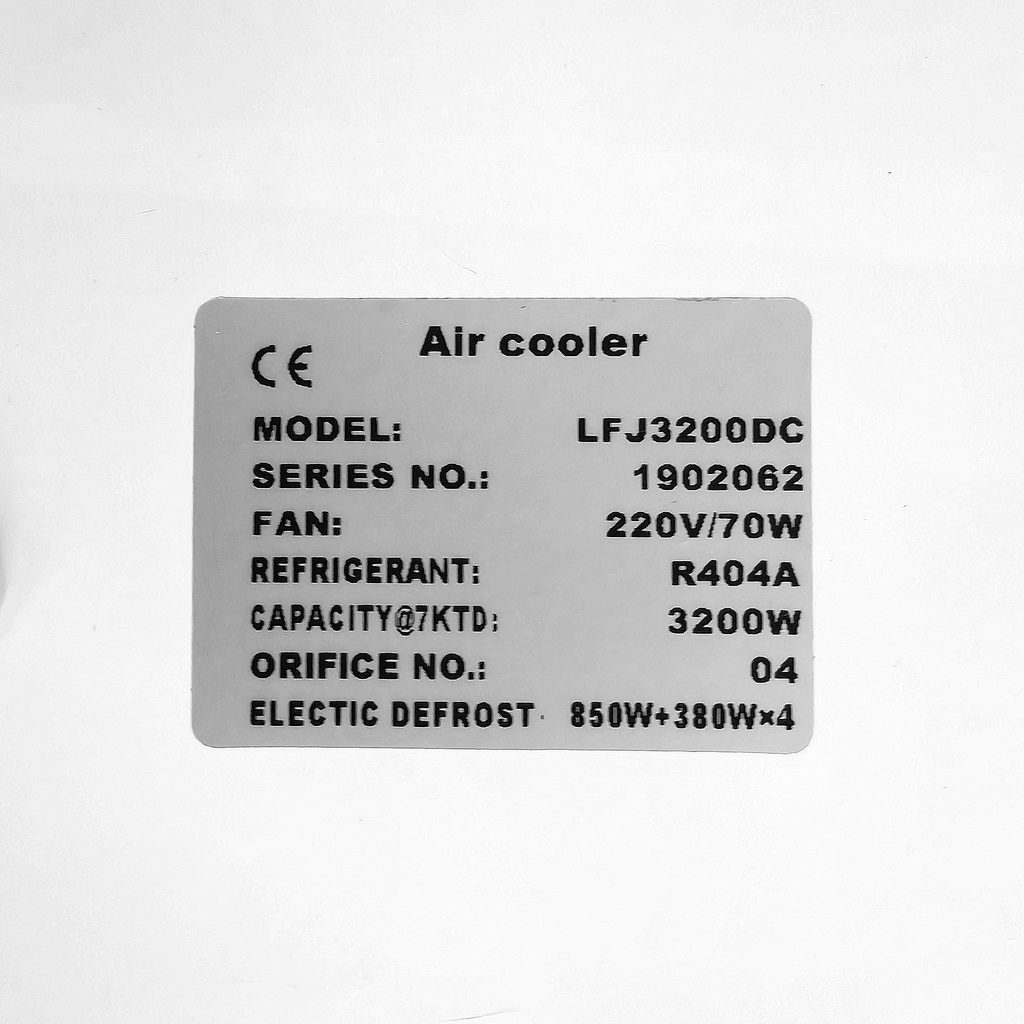 Air cooler
CE
MODEL: LFJ3200DC
SERIES NO.: 1902062
FAN: 220V/70W
REFRIGERANT: R404A
CAPACITY@7KTD: 3200W
ORIFICE NO.: 04
ELECTIC DEFROST· 850W+380W×4